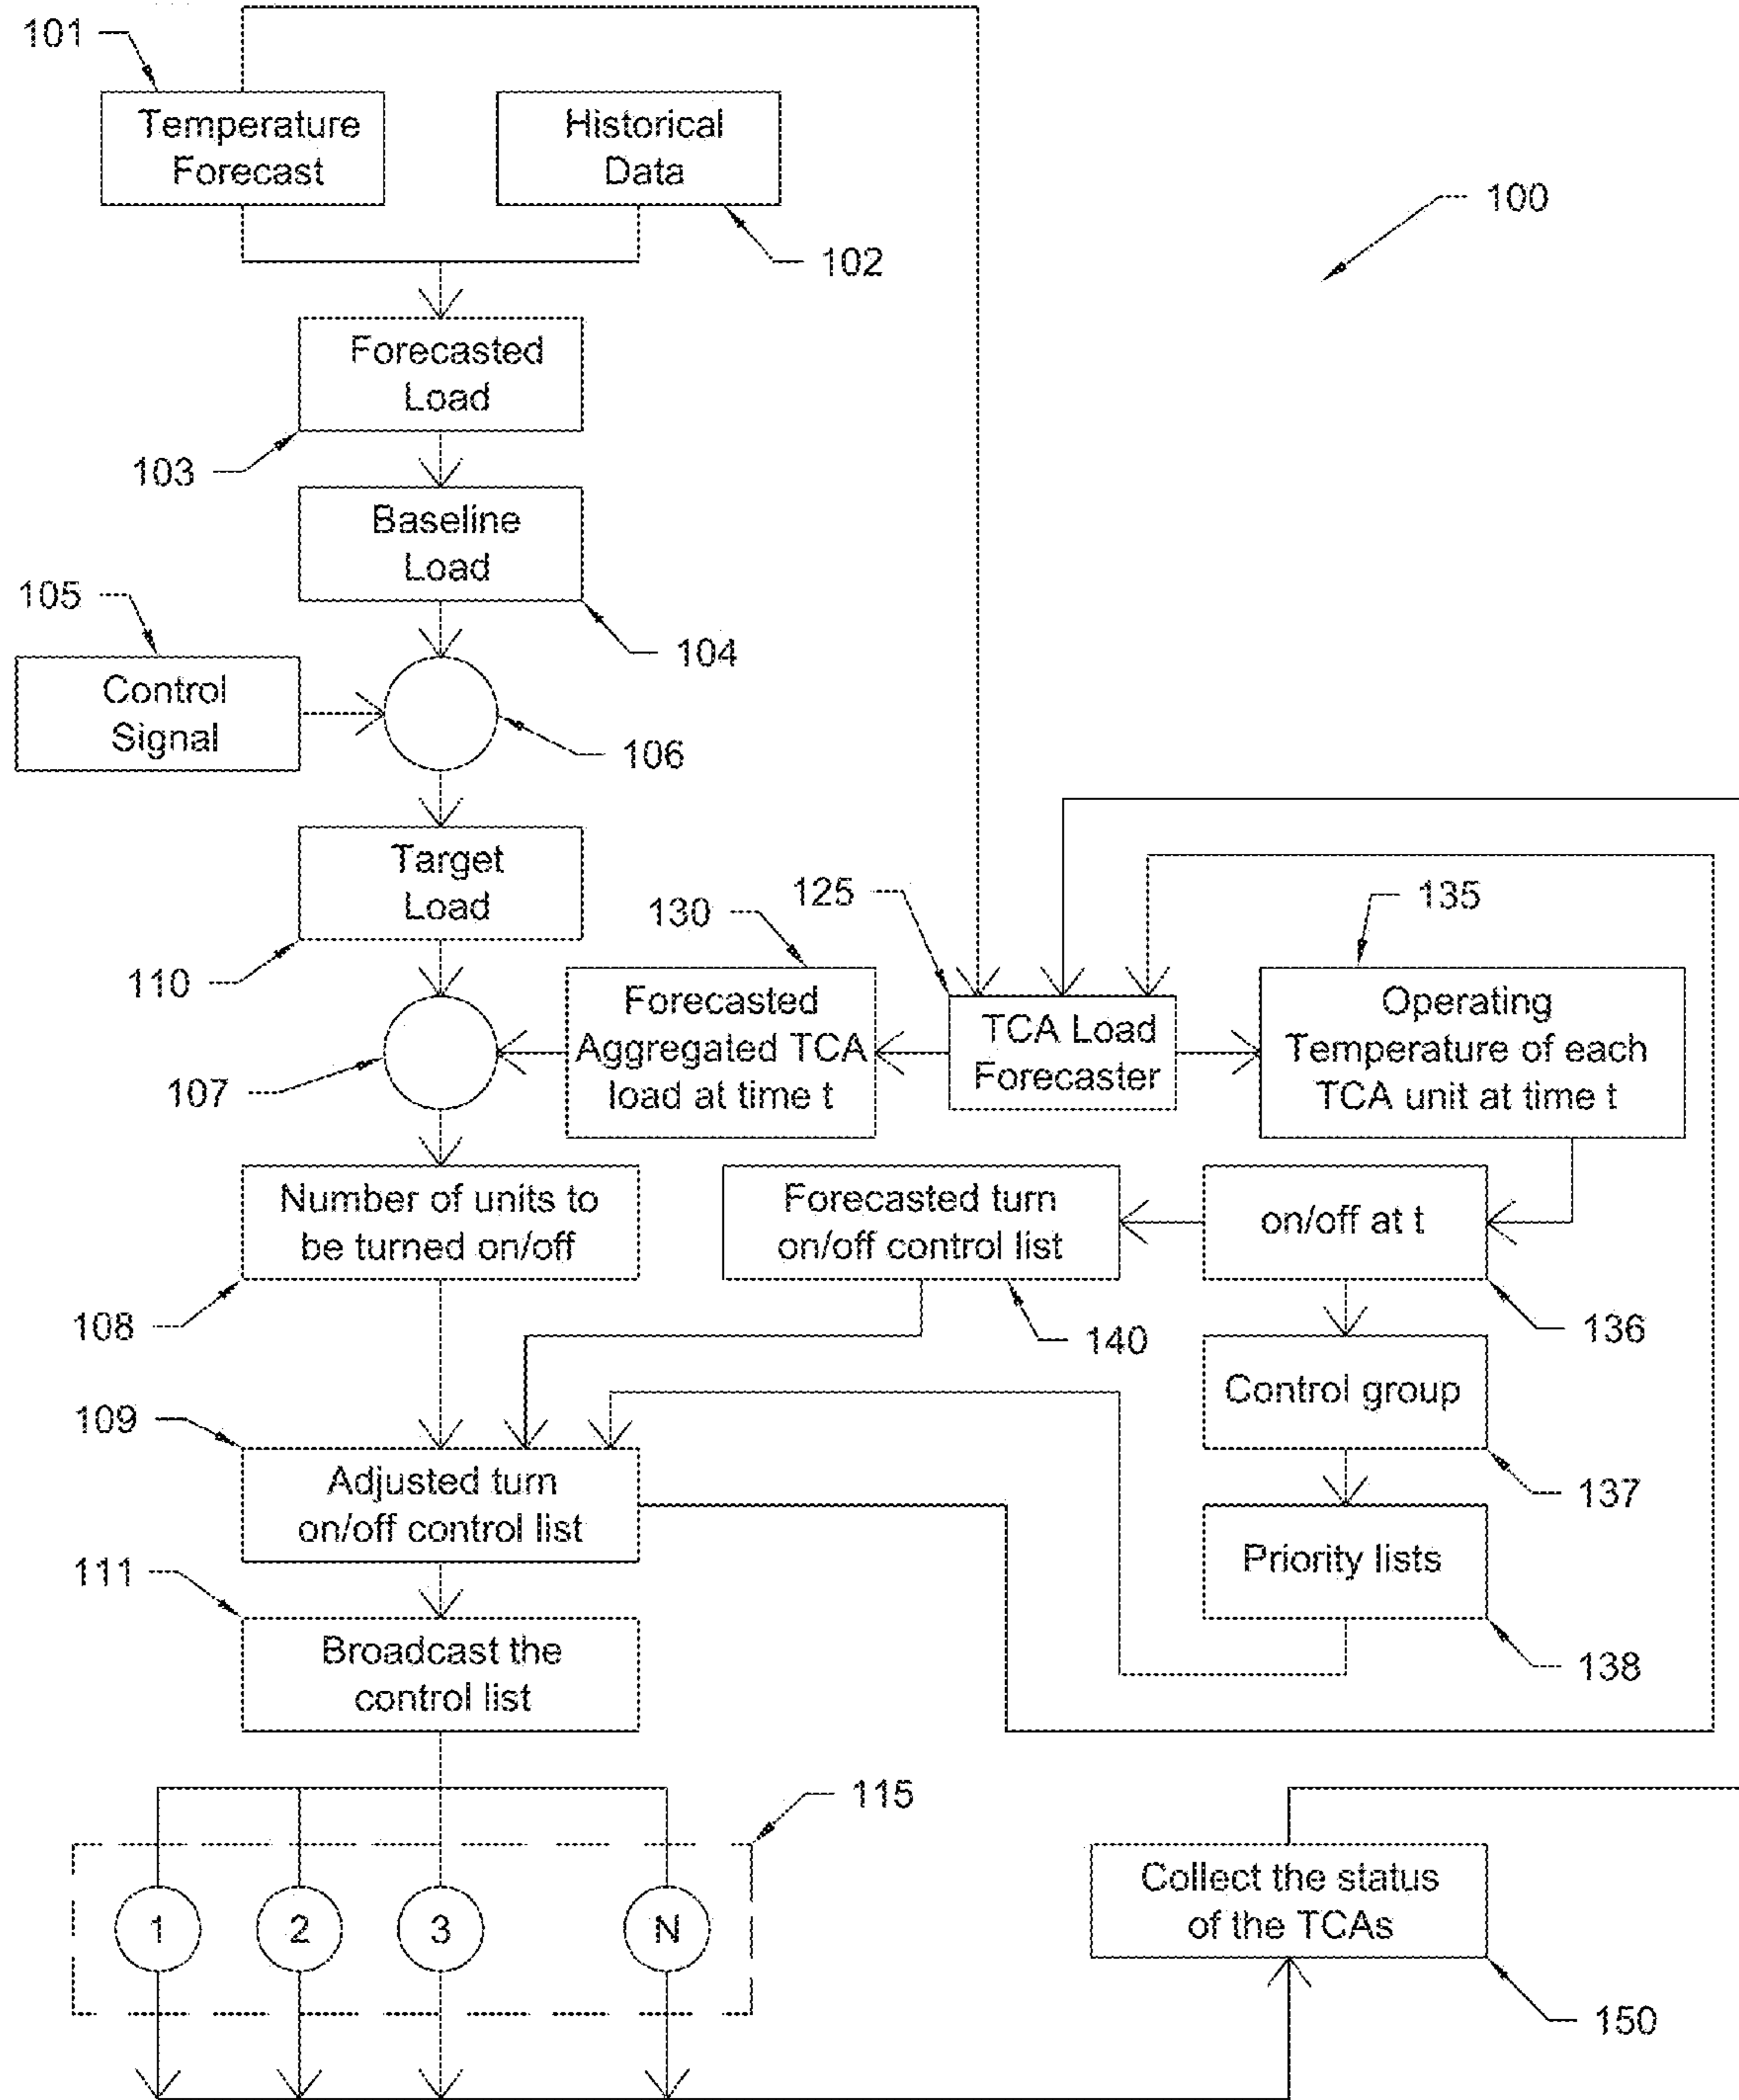 101
Temperature
Forecast
Historical
Data
100
102
Forecasted
Load
103
Baseline
Load
105
104
Control
Signal
106
Target
Load
125
135
130
110
Forecasted
Aggregated TCA
load at time t
TCA Load
Forecaster
Operating
Temperature of each
TCA unit at time t
107
Number of units to
be turned on/off
Forecasted turn
on/off control list
on/off at t
108
140
136
Control group
109
Adjusted turn
on/off control list
137
Priority lists
111
Broadcast the
control list
138
115
1
2
3
N
Collect the status
of the TCAs
150